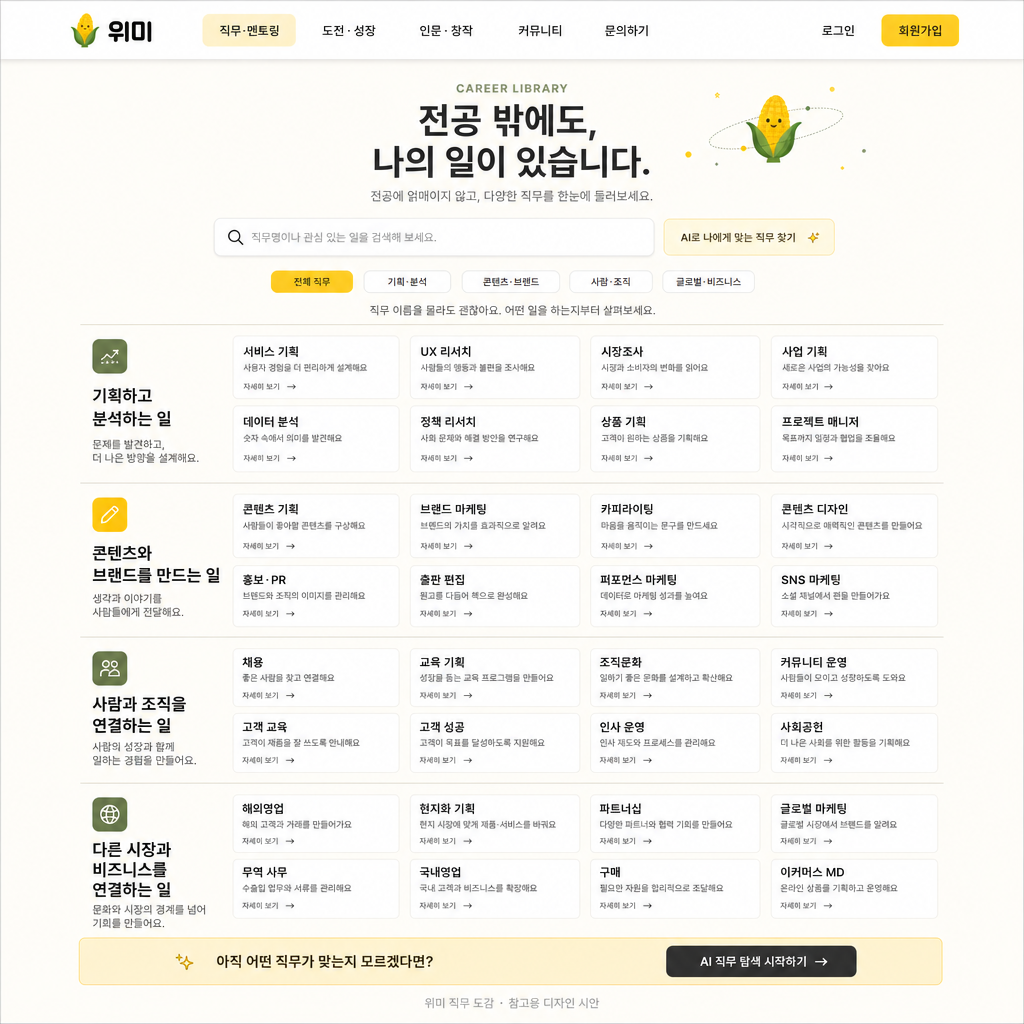 위미
직무·멘토링
도전·성장
인문·창작
커뮤니티
문의하기
로그인
회원가입
CAREER LIBRARY
전공 밖에도,
나의 일이 있습니다.
전공에 얽매이지 않고, 다양한 직무를 한눈에 둘러보세요.
직무명이나 관심 있는 일을 검색해 보세요.
AI로 나에게 맞는 직무 찾기
전체 직무
기획·분석
콘텐츠·브랜드
사람·조직
글로벌·비즈니스
직무 이름을 몰라도 괜찮아요. 어떤 일을 하는지부터 살펴보세요.
기획하고
분석하는 일
문제를 발견하고,
더 나은 방향을 설계해요.
서비스 기획
사용자 경험을 더 편리하게 설계해요
자세히 보기 →
UX 리서치
사람들의 행동과 불편을 조사해요
자세히 보기 →
시장조사
시장과 소비자의 변화를 읽어요
자세히 보기 →
사업 기획
새로운 사업의 가능성을 찾아요
자세히 보기 →
데이터 분석
숫자 속에서 의미를 발견해요
자세히 보기 →
정책 리서치
사회 문제와 해결 방안을 연구해요
자세히 보기 →
상품 기획
고객이 원하는 상품을 기획해요
자세히 보기 →
프로젝트 매니저
목표까지 일정과 협업을 조율해요
자세히 보기 →
콘텐츠와
브랜드를 만드는 일
생각과 이야기를
사람들에게 전달해요.
콘텐츠 기획
사람들이 좋아할 콘텐츠를 구상해요
자세히 보기 →
브랜드 마케팅
브랜드의 가치를 효과적으로 알려요
자세히 보기 →
카피라이팅
마음을 움직이는 문구를 만드세요
자세히 보기 →
콘텐츠 디자인
시각적으로 매력적인 콘텐츠를 만들어요
자세히 보기 →
홍보·PR
브랜드와 조직의 이미지를 관리해요
자세히 보기 →
출판 편집
원고를 다듬어 책으로 완성해요
자세히 보기 →
퍼포먼스 마케팅
데이터로 마케팅 성과를 높여요
자세히 보기 →
SNS 마케팅
소셜 채널에서 팬을 만들어가요
자세히 보기 →
사람과 조직을
연결하는 일
사람의 성장과 함께
일하는 경험을 만들어요.
채용
좋은 사람을 찾고 연결해요
자세히 보기 →
교육 기획
성장을 돕는 교육 프로그램을 만들어요
자세히 보기 →
조직문화
일하기 좋은 문화를 설계하고 확산해요
자세히 보기 →
커뮤니티 운영
사람들이 모이고 성장하도록 도와요
자세히 보기 →
고객 교육
고객이 제품을 잘 쓰도록 안내해요
자세히 보기 →
고객 성공
고객이 목표를 달성하도록 지원해요
자세히 보기 →
인사 운영
인사 제도와 프로세스를 관리해요
자세히 보기 →
사회공헌
더 나은 사회를 위한 활동을 기획해요
자세히 보기 →
다른 시장과
비즈니스를
연결하는 일
문화와 시장의 경계를 넘어
기회를 만들어요.
해외영업
해외 고객과 거래를 만들어가요
자세히 보기 →
현지화 기획
현지 시장에 맞게 제품·서비스를 바꿔요
자세히 보기 →
파트너십
다양한 파트너와 협력 기회를 만들어요
자세히 보기 →
글로벌 마케팅
글로벌 시장에서 브랜드를 알려요
자세히 보기 →
무역 사무
수출입 업무와 서류를 관리해요
자세히 보기 →
국내영업
국내 고객과 비즈니스를 확장해요
자세히 보기 →
구매
필요한 자원을 합리적으로 조달해요
자세히 보기 →
이커머스 MD
온라인 상품을 기획하고 운영해요
자세히 보기 →
아직 어떤 직무가 맞는지 모르겠다면?
AI 직무 탐색 시작하기 →
위미 직무 도감 · 참고용 디자인 시안